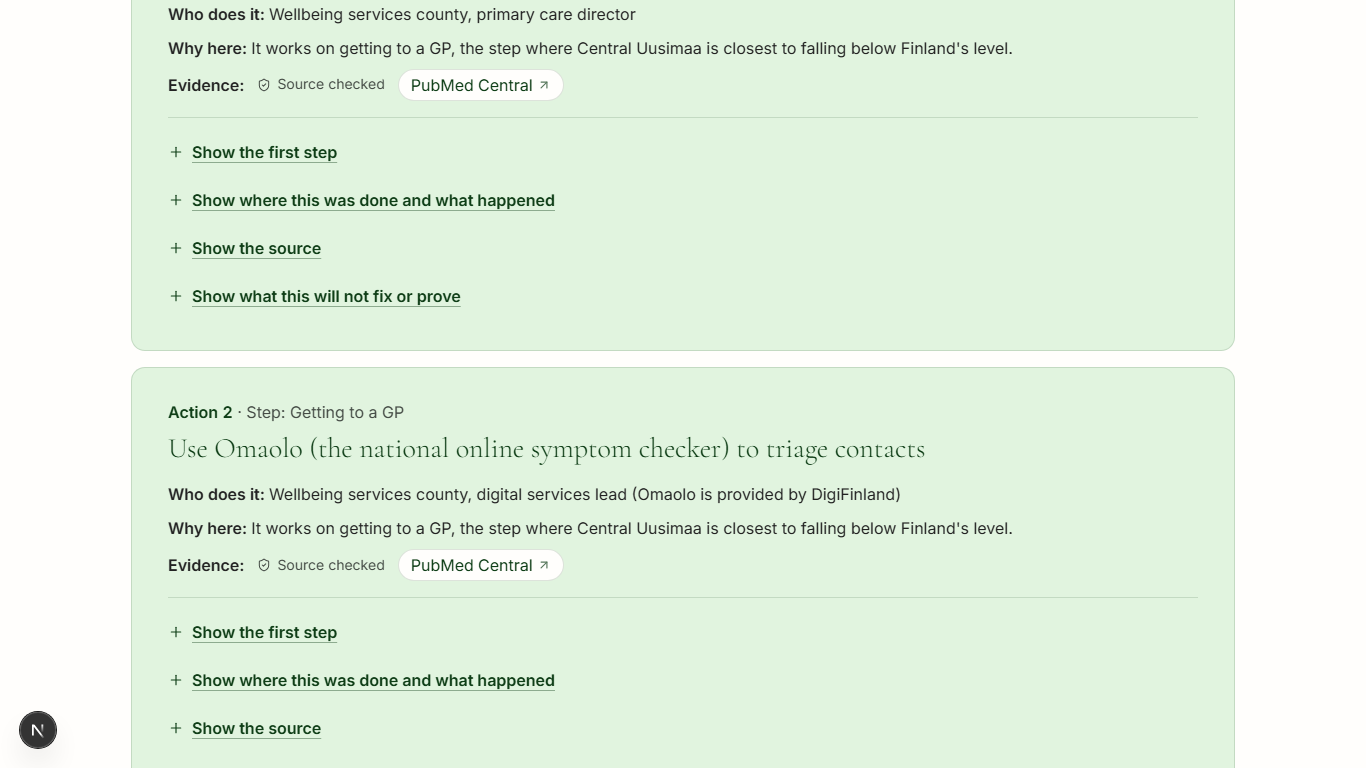 Who does it: Wellbeing services county, primary care director
Why here: It works on getting to a GP, the step where Central Uusimaa is closest to falling below Finland's level.
Evidence: Source checked PubMed Central ↗
+ Show the first step
+ Show where this was done and what happened
+ Show the source
+ Show what this will not fix or prove
Action 2 · Step: Getting to a GP
Use Omaolo (the national online symptom checker) to triage contacts
Who does it: Wellbeing services county, digital services lead (Omaolo is provided by DigiFinland)
Why here: It works on getting to a GP, the step where Central Uusimaa is closest to falling below Finland's level.
Evidence: Source checked PubMed Central ↗
+ Show the first step
+ Show where this was done and what happened
+ Show the source
N